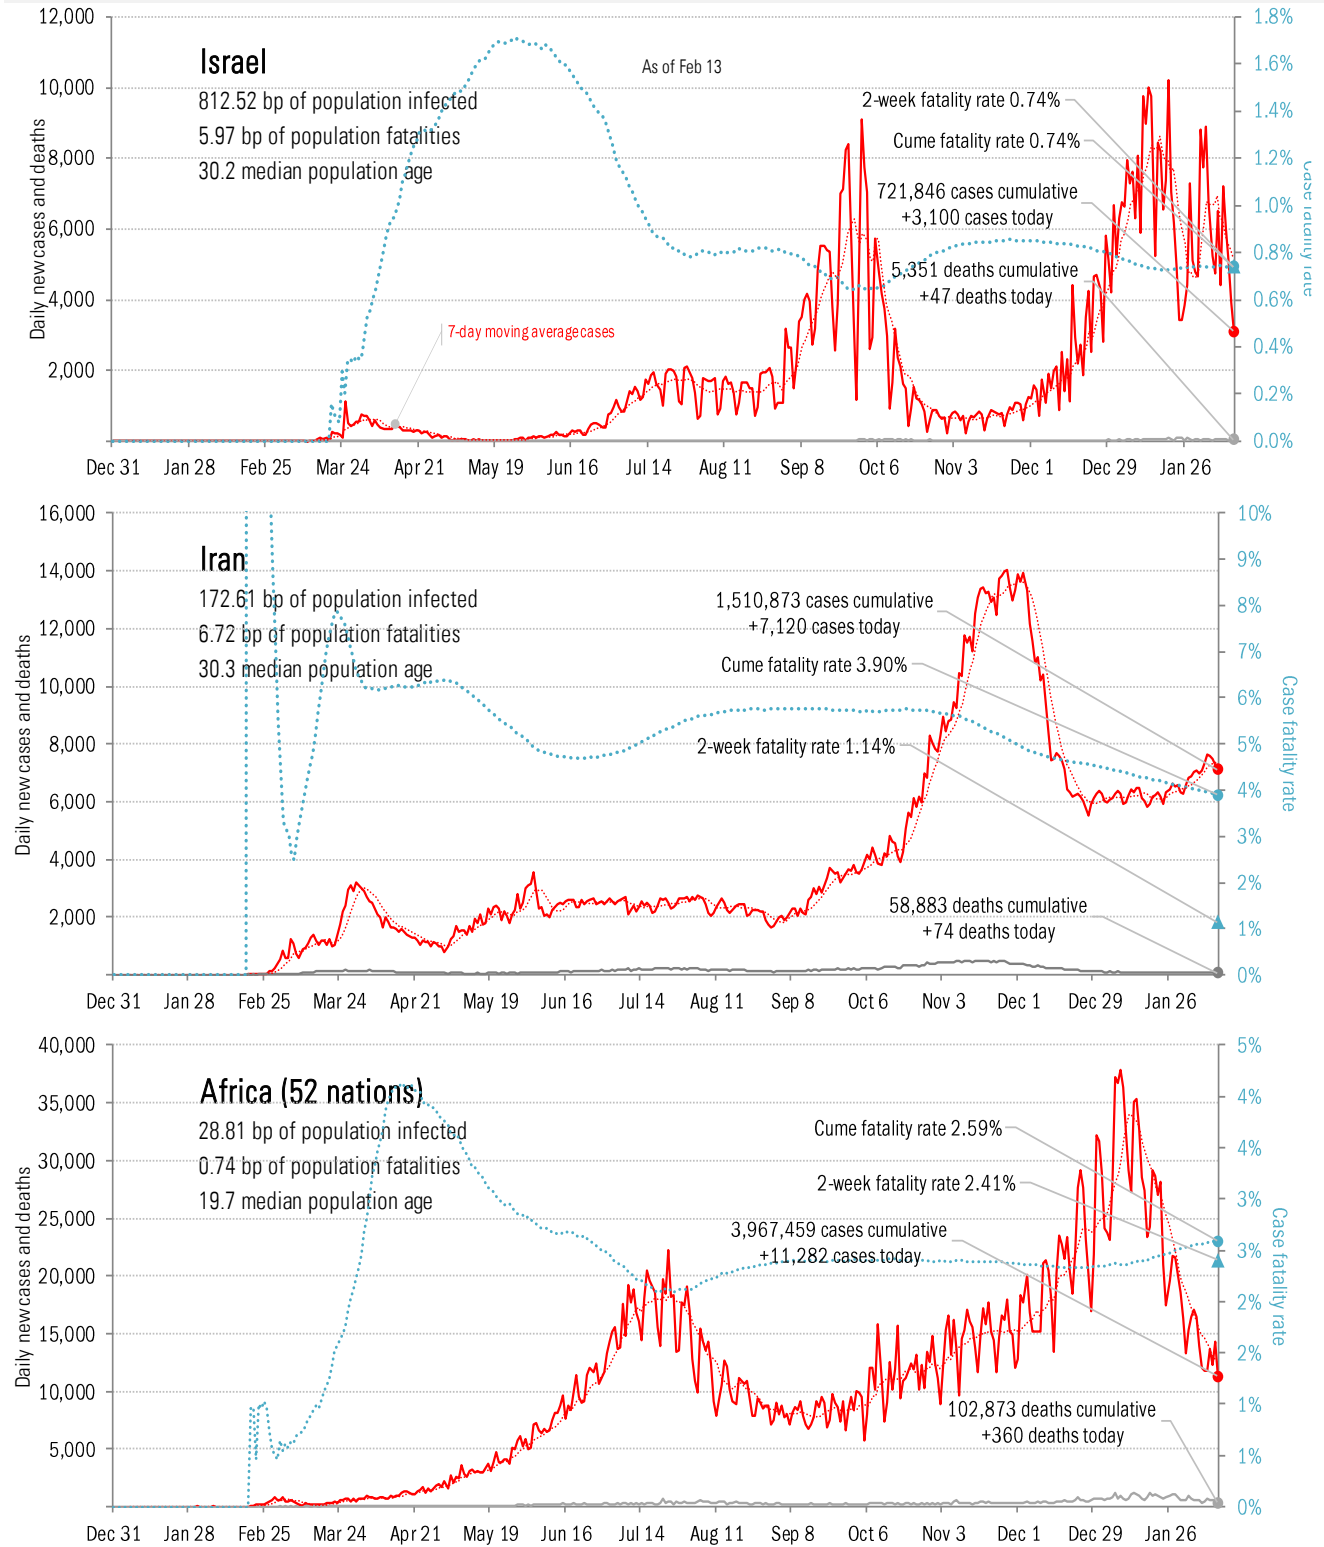 12,000
10,000
8,000
6,000
4,000
2,000
Daily new cases and deaths
Israel
812.52 bp of population infected
5.97 bp of population fatalities
30.2 median population age
As of Feb 13
7-day moving average cases
2-week fatality rate 0.74%
Cume fatality rate 0.74%
721,846 cases cumulative
+3,100 cases today
5,351 deaths cumulative
+47 deaths today
1.8%
1.6%
1.4%
1.2%
1.0%
0.8%
0.6%
0.4%
0.2%
0.0%
Case fatality rate
Dec 31 Jan 28 Feb 25 Mar 24 Apr 21 May 19 Jun 16 Jul 14 Aug 11 Sep 8 Oct 6 Nov 3 Dec 1 Dec 29 Jan 26
16,000
14,000
12,000
10,000
8,000
6,000
4,000
2,000
Daily new cases and deaths
Iran
172.61 bp of population infected
6.72 bp of population fatalities
30.3 median population age
1,510,873 cases cumulative
+7,120 cases today
Cume fatality rate 3.90%
2-week fatality rate 1.14%
58,883 deaths cumulative
+74 deaths today
10%
9%
8%
7%
6%
5%
4%
3%
2%
1%
0%
Case fatality rate
Dec 31 Jan 28 Feb 25 Mar 24 Apr 21 May 19 Jun 16 Jul 14 Aug 11 Sep 8 Oct 6 Nov 3 Dec 1 Dec 29 Jan 26
40,000
35,000
30,000
25,000
20,000
15,000
10,000
5,000
Daily new cases and deaths
Africa (52 nations)
28.81 bp of population infected
0.74 bp of population fatalities
19.7 median population age
Cume fatality rate 2.59%
2-week fatality rate 2.41%
3,967,459 cases cumulative
+11,282 cases today
102,873 deaths cumulative
+360 deaths today
5%
4%
4%
3%
3%
2%
2%
1%
1%
0%
Case fatality rate
Dec 31 Jan 28 Feb 25 Mar 24 Apr 21 May 19 Jun 16 Jul 14 Aug 11 Sep 8 Oct 6 Nov 3 Dec 1 Dec 29 Jan 26